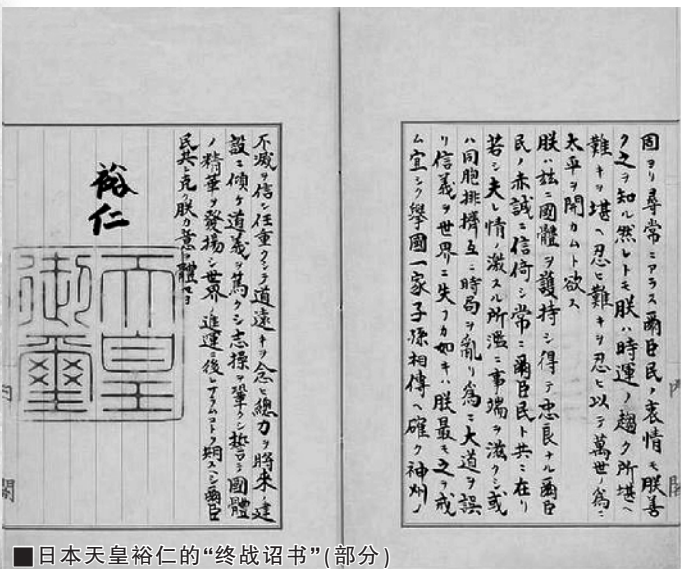 固ヨリ尋常ニアラス爾臣民ノ衷情モ朕善
ク之ヲ知ル然レトモ朕ハ時運ノ趨ク所堪ヘ
難キヲ堪ヘ忍ヒ難キヲ忍ヒ以テ萬世ノ爲ニ
太平ヲ開カムト欲ス
朕ハ茲ニ國體ヲ護持シ得テ忠良ナル爾臣
民ノ赤誠ニ信倚シ常ニ爾臣民ト共ニ在リ
若シ夫レ情ノ激スル所濫ニ事端ヲ滋クシ或
ハ同胞排擠互ニ時局ヲ亂リ爲ニ大道ヲ誤
リ信義ヲ世界ニ失フカ如キハ朕最モ之ヲ戒
ム宜シク擧國一家子孫相傳ヘ確ク神州ノ
不滅ヲ信シ任重クシテ道遠キヲ念ヒ總力ヲ將來ノ建
設ニ傾ケ道義ヲ篤クシ志操ヲ鞏クシ誓テ國體
ノ精華ヲ發揚シ世界ノ進運ニ後レサラムコトヲ期スヘシ爾臣
民其レ克ク朕カ意ヲ體セヨ
裕仁
天皇
御璽
■日本天皇裕仁的“终战诏书”(部分)